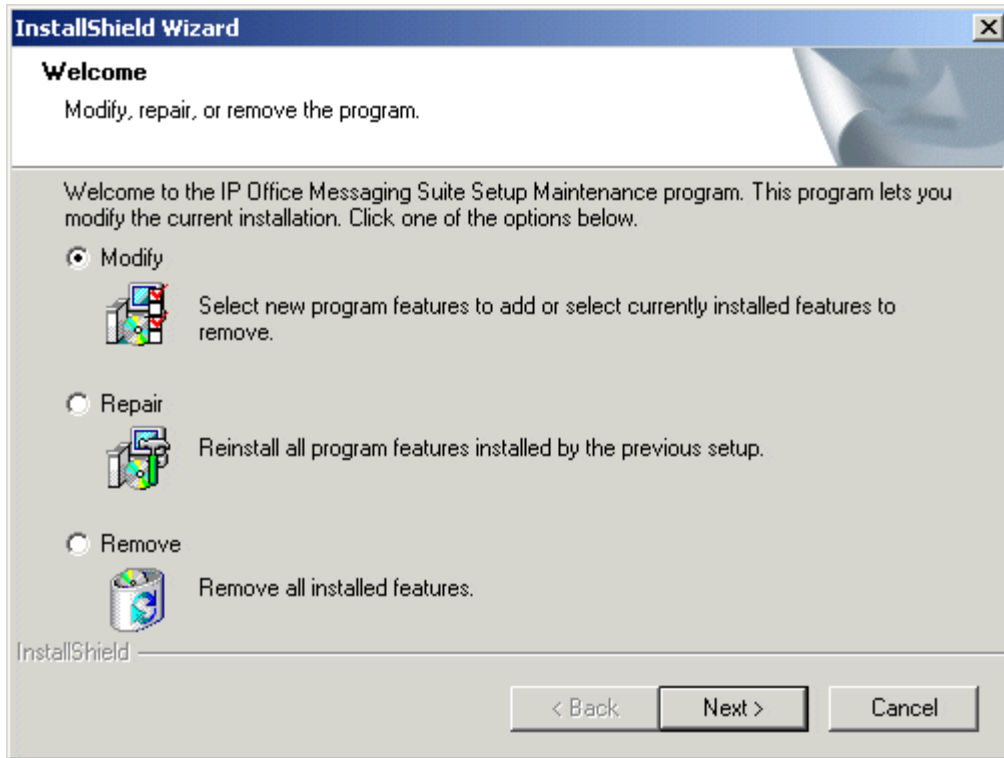 InstallShield Wizard
Welcome
Modify, repair, or remove the program.
Welcome to the IP Office Messaging Suite Setup Maintenance program. This program lets you
modify the current installation. Click one of the options below.
Modify
Select new program features to add or select currently installed features to
remove.
Repair
Reinstall all program features installed by the previous setup.
Remove
Remove all installed features.
InstallShield
< Back
Next >
Cancel